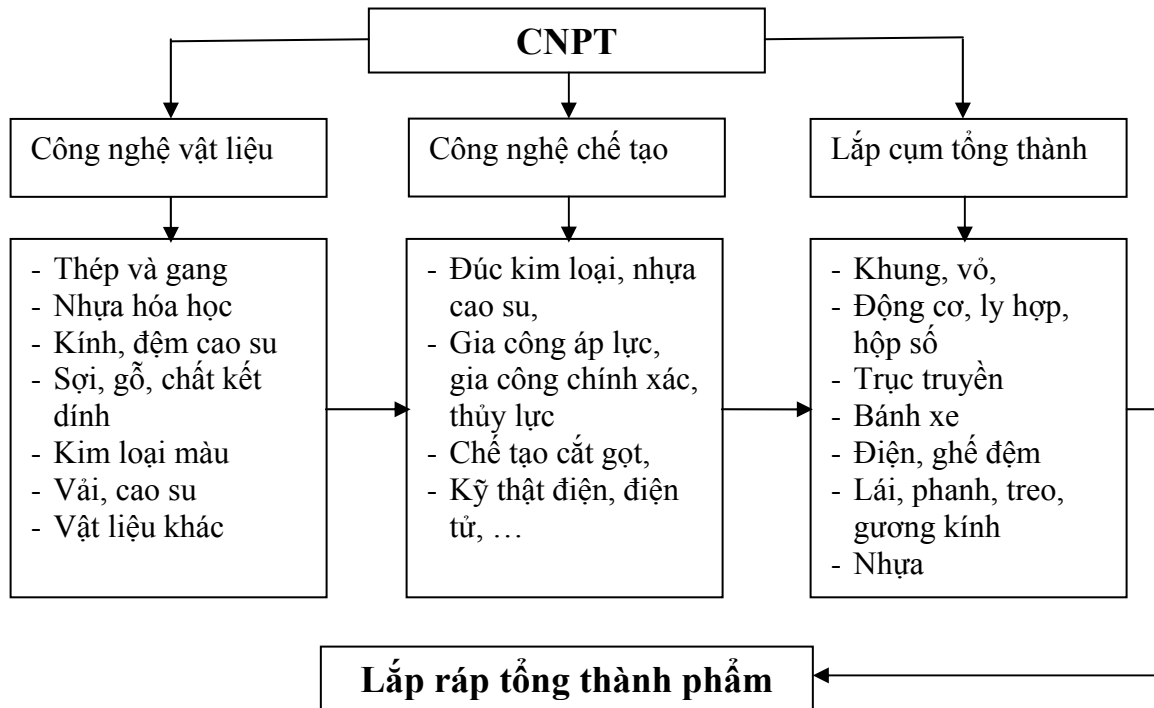 CNPT
Công nghệ vật liệu
Công nghệ chế tạo
Lắp cụm tổng thành
- Thép và gang
- Nhựa hóa học
- Kính, đệm cao su
- Sợi, gỗ, chất kết
dính
- Kim loại màu
- Vải, cao su
- Vật liệu khác
- Đúc kim loại, nhựa
cao su,
- Gia công áp lực,
gia công chính xác,
thủy lực
- Chế tạo cắt gọt,
- Kỹ thật điện, điện
tử, …
- Khung, vỏ,
- Động cơ, ly hợp,
hộp số
- Trục truyền
- Bánh xe
- Điện, ghế đệm
- Lái, phanh, treo,
gương kính
- Nhựa
Lắp ráp tổng thành phẩm